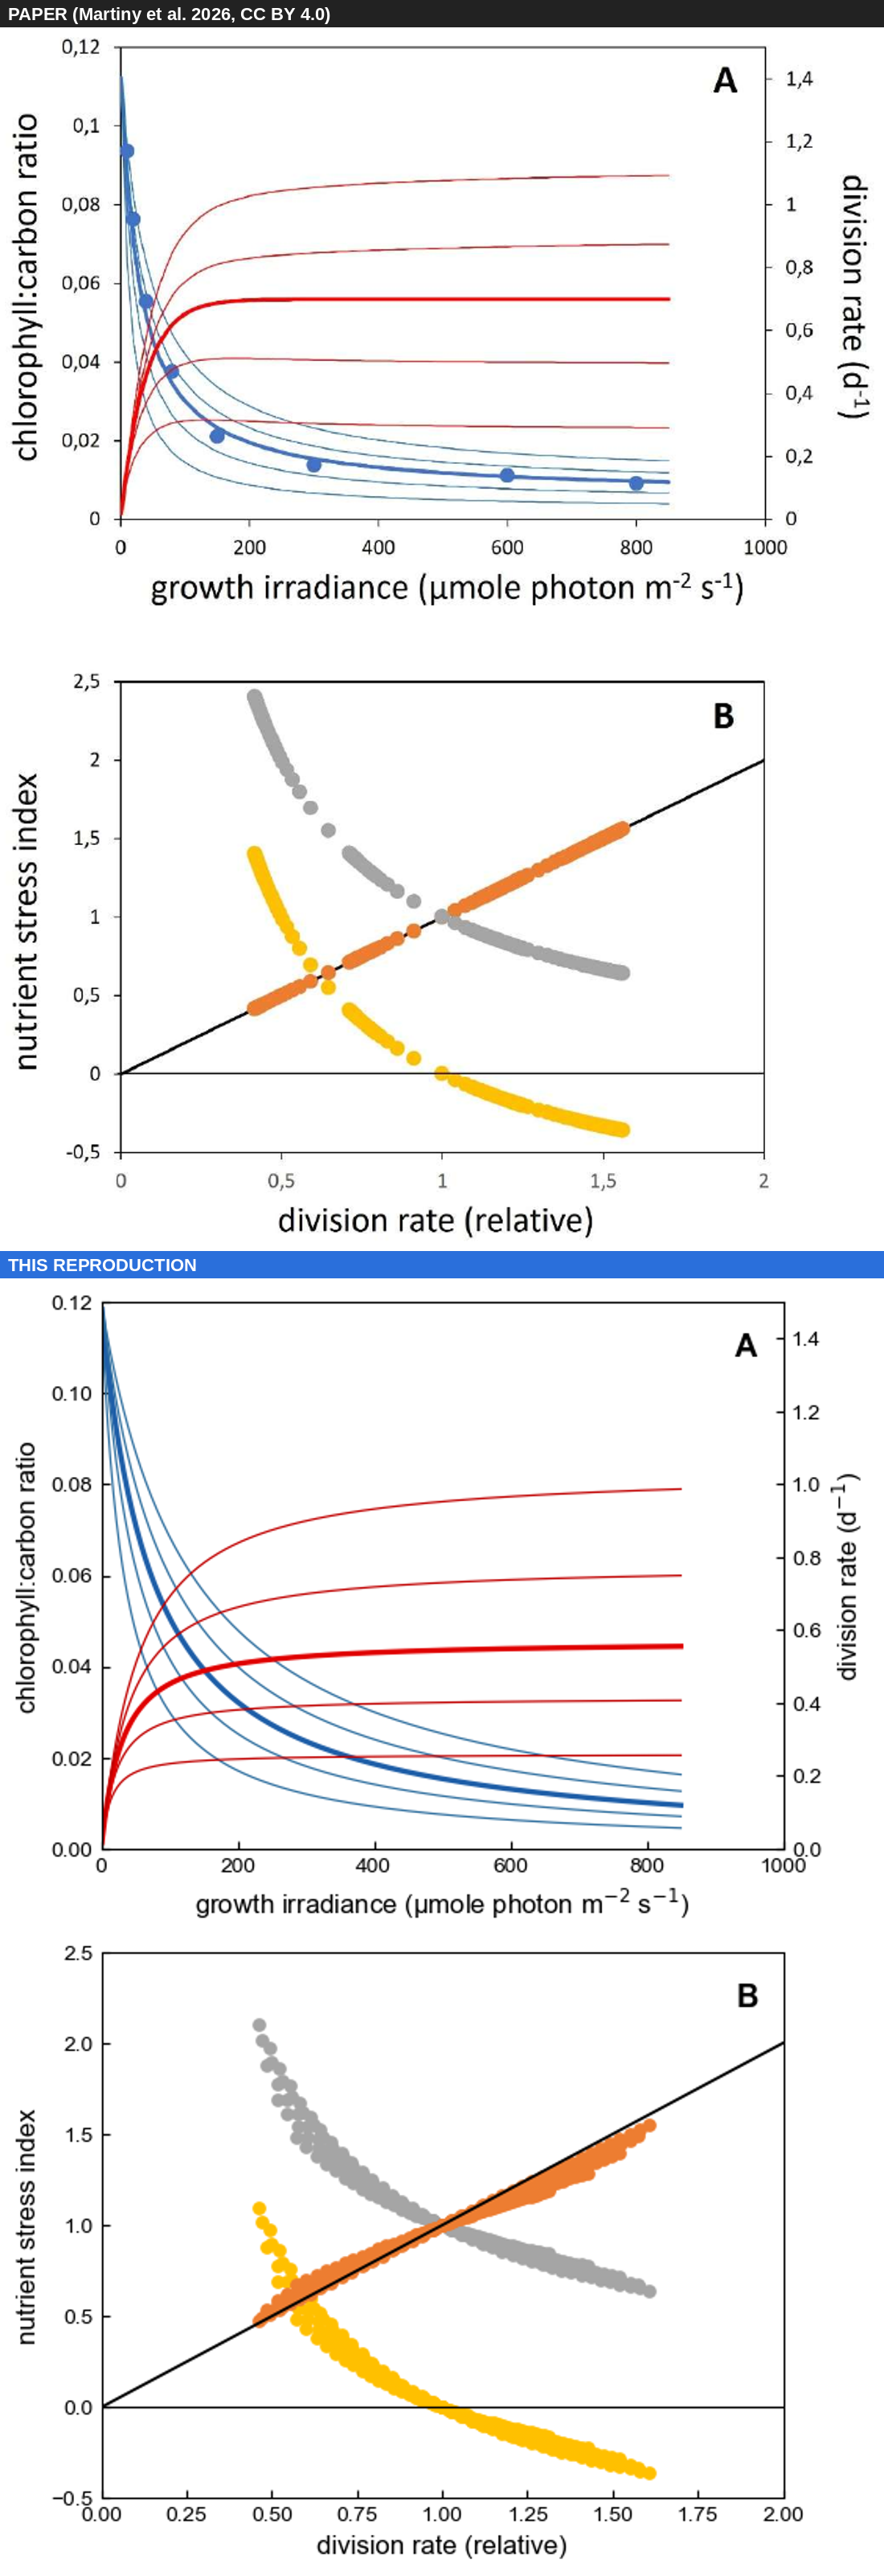 PAPER (Martiny et al. 2026, CC BY 4.0)
A
chlorophyll:carbon ratio
0,12
0,1
0,08
0,06
0,04
0,02
0
1,4
1,2
1
0,8
0,6
0,4
0,2
0
division rate (d-1)
0 200 400 600 800 1000
growth irradiance (µmole photon m-2 s-1)
B
nutrient stress index
2,5
2
1,5
1
0,5
0
-0,5
0 0,5 1 1,5 2
division rate (relative)
THIS REPRODUCTION
A
chlorophyll:carbon ratio
0.12
0.10
0.08
0.06
0.04
0.02
0.00
1.4
1.2
1.0
0.8
0.6
0.4
0.2
0.0
division rate (d−1)
0 200 400 600 800 1000
growth irradiance (µmole photon m−2 s−1)
B
nutrient stress index
2.5
2.0
1.5
1.0
0.5
0.0
−0.5
0.00 0.25 0.50 0.75 1.00 1.25 1.50 1.75 2.00
division rate (relative)